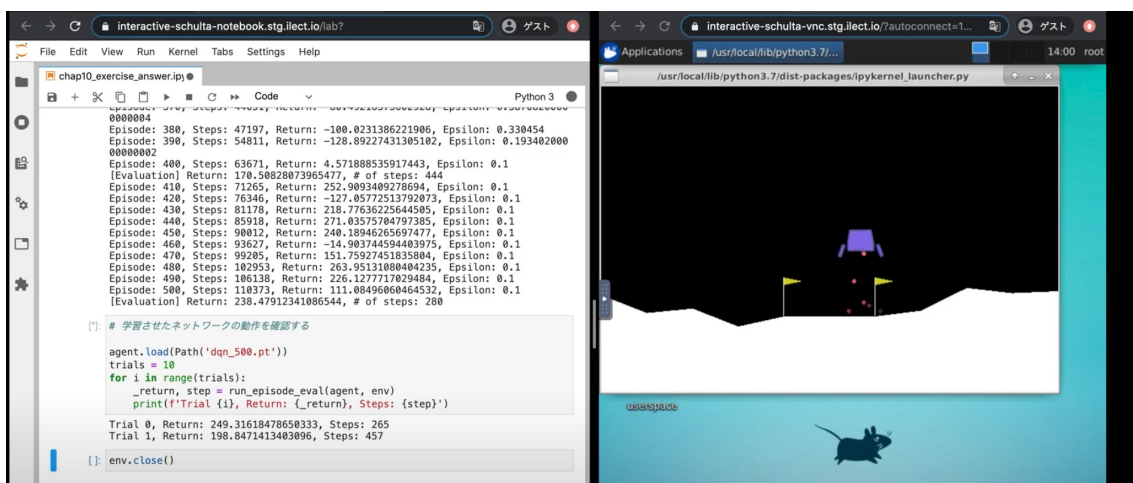 interactive-schulta-notebook.stg.ilect.io/lab?
ゲスト
File Edit View Run Kernel Tabs Settings Help
chap10_exercise_answer.ipy
Code
Python 3
0000004
Episode: 380, Steps: 47197, Return: -100.0231386221906, Epsilon: 0.330454
Episode: 390, Steps: 54811, Return: -128.89227431305102, Epsilon: 0.193402000
00000002
Episode: 400, Steps: 63671, Return: 4.571888535917443, Epsilon: 0.1
[Evaluation] Return: 170.50828073965477, # of steps: 444
Episode: 410, Steps: 71265, Return: 252.9093409278694, Epsilon: 0.1
Episode: 420, Steps: 76346, Return: -127.05772513792073, Epsilon: 0.1
Episode: 430, Steps: 81178, Return: 218.77636225644505, Epsilon: 0.1
Episode: 440, Steps: 85918, Return: 271.03575704797385, Epsilon: 0.1
Episode: 450, Steps: 90012, Return: 240.18946265697477, Epsilon: 0.1
Episode: 460, Steps: 93627, Return: -14.903744594403975, Epsilon: 0.1
Episode: 470, Steps: 99205, Return: 151.75927451835804, Epsilon: 0.1
Episode: 480, Steps: 102953, Return: 263.95131080404235, Epsilon: 0.1
Episode: 490, Steps: 106138, Return: 226.1277717029484, Epsilon: 0.1
Episode: 500, Steps: 110373, Return: 111.08496060464532, Epsilon: 0.1
[Evaluation] Return: 238.47912341086544, # of steps: 280
[*]: # 学習させたネットワークの動作を確認する
agent.load(Path('dqn_500.pt'))
trials = 10
for i in range(trials):
_return, step = run_episode_eval(agent, env)
print(f'Trial {i}, Return: {_return}, Steps: {step}')
Trial 0, Return: 249.31618478650333, Steps: 265
Trial 1, Return: 198.8471413403096, Steps: 457
[ ]: env.close()
interactive-schulta-vnc.stg.ilect.io/?autoconnect=1...
ゲスト
Applications /usr/local/lib/python3.7/... 14:00 root
/usr/local/lib/python3.7/dist-packages/ipykernel_launcher.py
userspace